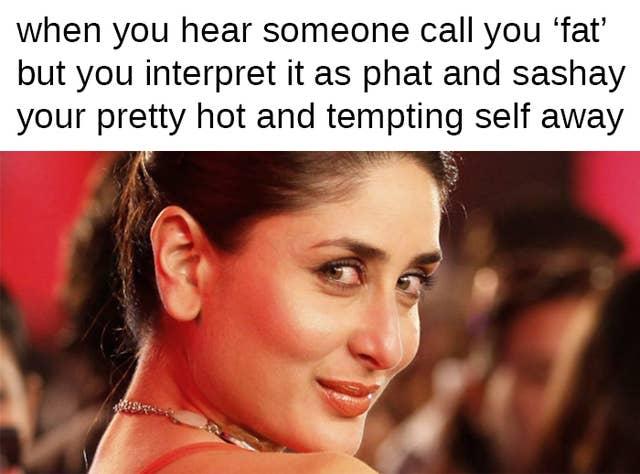 when you hear someone call you ‘fat’
but you interpret it as phat and sashay
your pretty hot and tempting self away